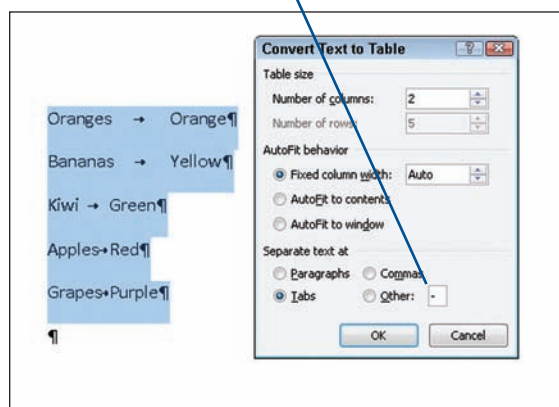 Oranges → Orange¶
Bananas → Yellow¶
Kiwi → Green¶
Apples→Red¶
Grapes→Purple¶
¶
Convert Text to Table
?
Table size
Number of columns: 2
Number of rows: 5
AutoFit behavior
Fixed column width: Auto
AutoFit to contents
AutoFit to window
Separate text at
Paragraphs Commas
Tabs Other: -
OK Cancel